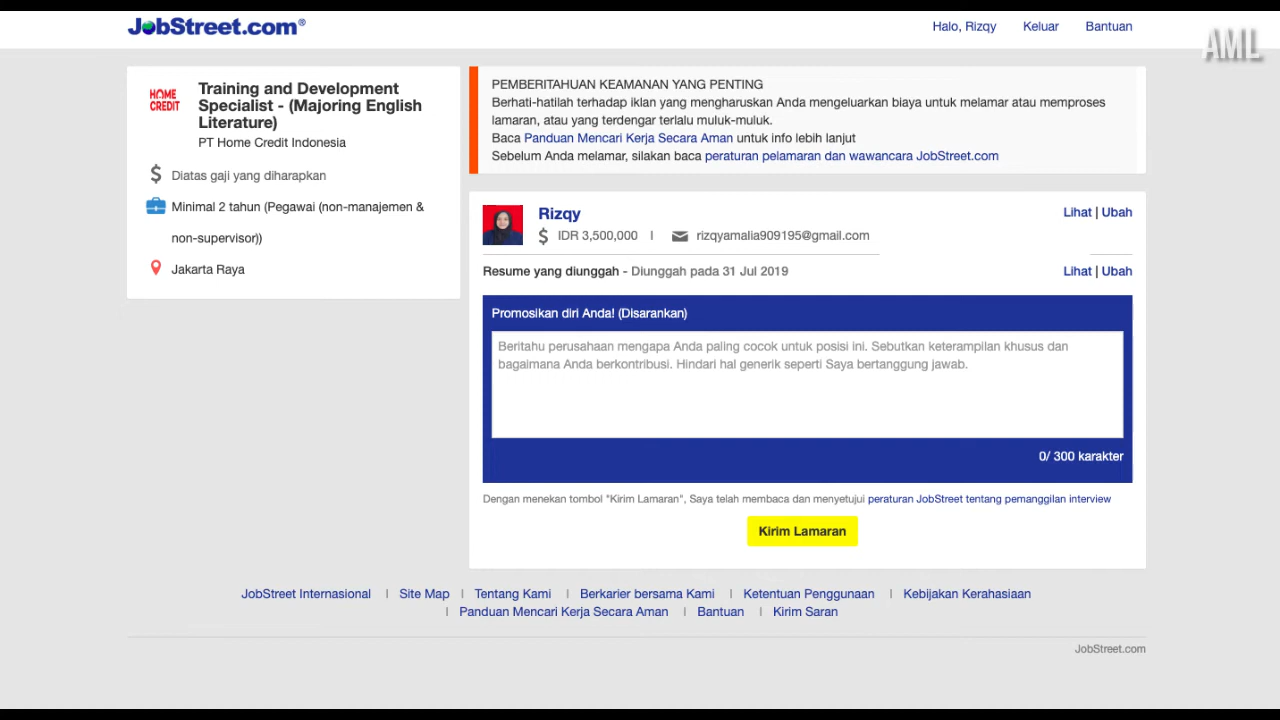 JobStreet.com®
Halo, Rizqy Keluar Bantuan
AML
HOME CREDIT
Training and Development
Specialist - (Majoring English
Literature)
PT Home Credit Indonesia
Diatas gaji yang diharapkan
Minimal 2 tahun (Pegawai (non-manajemen &
non-supervisor))
Jakarta Raya
PEMBERITAHUAN KEAMANAN YANG PENTING
Berhati-hatilah terhadap iklan yang mengharuskan Anda mengeluarkan biaya untuk melamar atau memproses
lamaran, atau yang terdengar terlalu muluk-muluk.
Baca Panduan Mencari Kerja Secara Aman untuk info lebih lanjut
Sebelum Anda melamar, silakan baca peraturan pelamaran dan wawancara JobStreet.com
Rizqy Lihat | Ubah
$ IDR 3,500,000 | rizqyamalia909195@gmail.com
Resume yang diunggah - Diunggah pada 31 Jul 2019 Lihat | Ubah
Promosikan diri Anda! (Disarankan)
Beritahu perusahaan mengapa Anda paling cocok untuk posisi ini. Sebutkan keterampilan khusus dan
bagaimana Anda berkontribusi. Hindari hal generik seperti Saya bertanggung jawab.
0/ 300 karakter
Dengan menekan tombol "Kirim Lamaran", Saya telah membaca dan menyetujui peraturan JobStreet tentang pemanggilan interview
Kirim Lamaran
JobStreet Internasional | Site Map | Tentang Kami | Berkarier bersama Kami | Ketentuan Penggunaan | Kebijakan Kerahasiaan
| Panduan Mencari Kerja Secara Aman | Bantuan | Kirim Saran
JobStreet.com